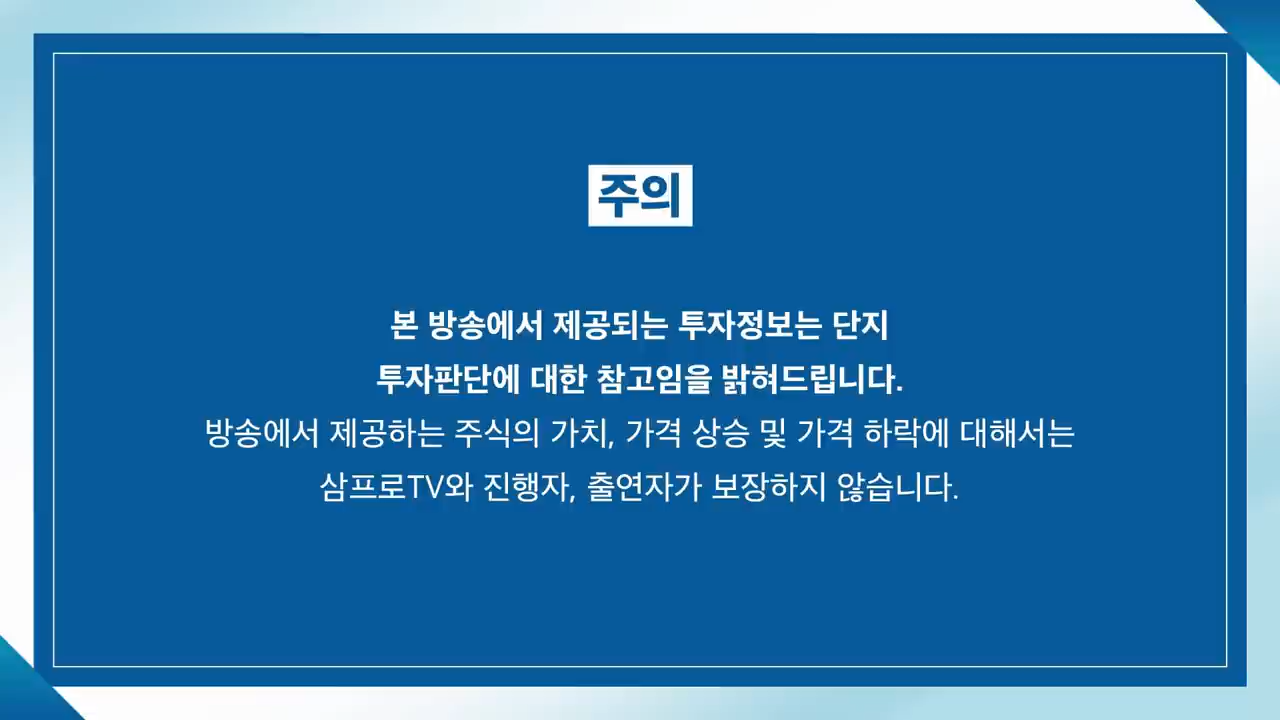 주의
본 방송에서 제공되는 투자정보는 단지
투자판단에 대한 참고임을 밝혀드립니다.
방송에서 제공하는 주식의 가치, 가격 상승 및 가격 하락에 대해서는
삼프로TV와 진행자, 출연자가 보장하지 않습니다.